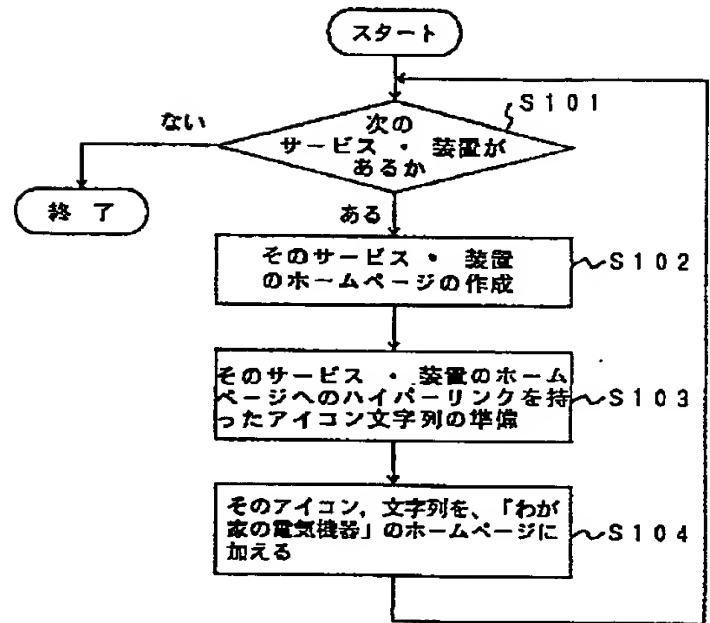 スタート
S101
ない
次の
サービス ・ 装置が
あるか
終 了
ある
そのサービス ・ 装置
のホームページの作成
S102
そのサービス ・ 装置のホーム
ページへのハイパーリンクを持
ったアイコン文字列の準備
S103
そのアイコン，文字列を、「わが
家の電気機器」のホームページに
加える
S104